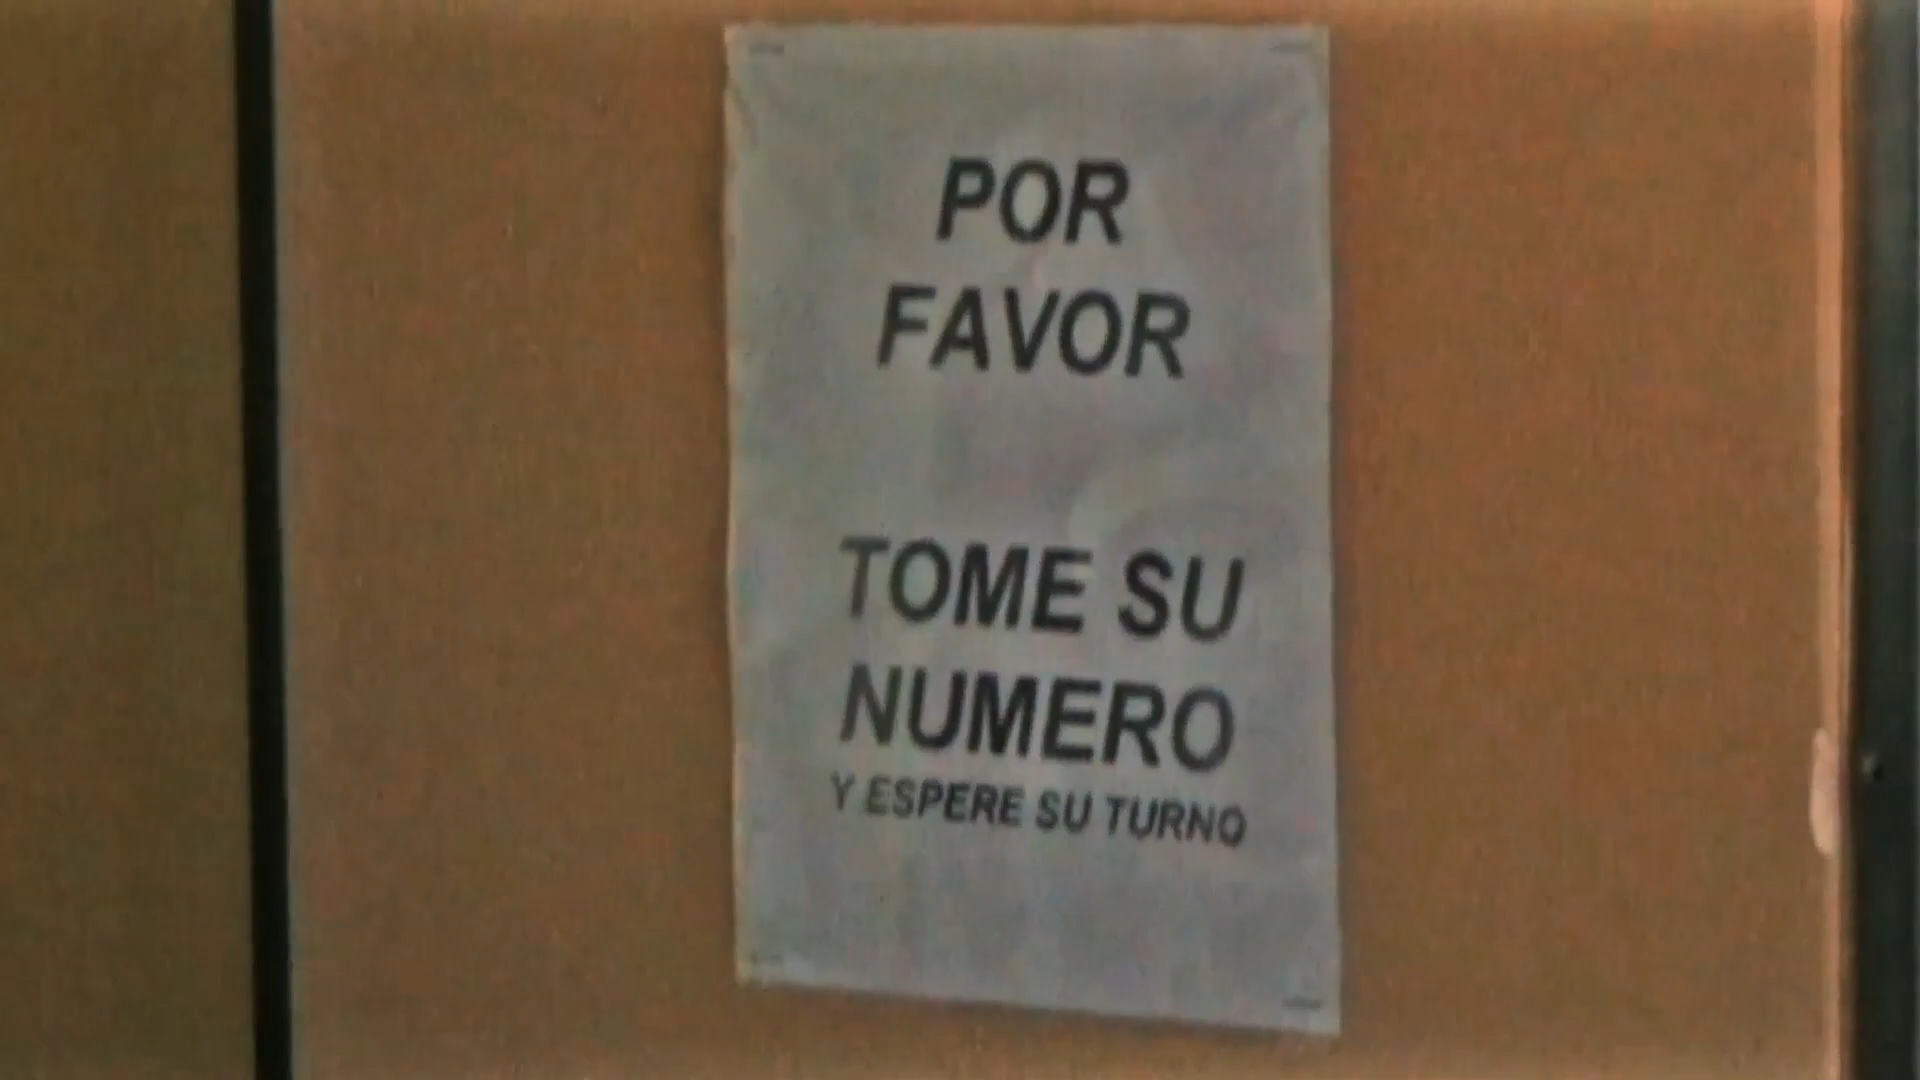 POR
FAVOR
TOME SU
NUMERO
Y ESPERE SU TURNO